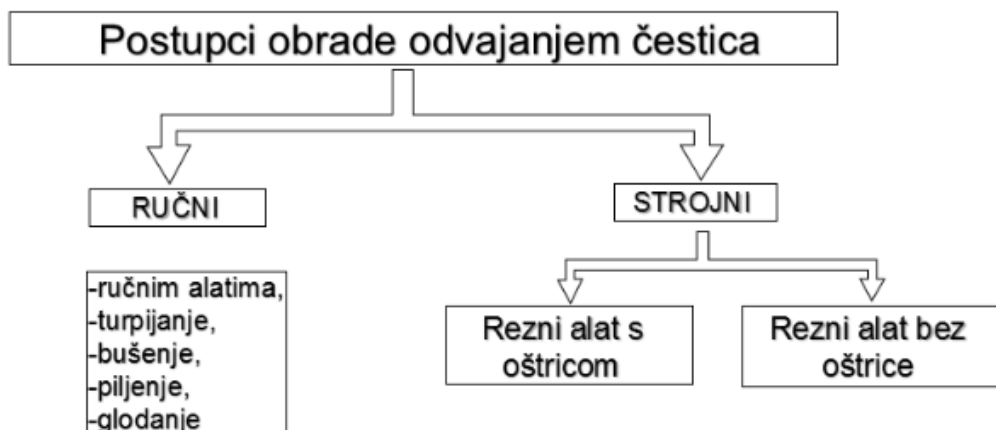 Postupci obrade odvajanjem čestica
RUČNI
STROJNI
-ručnim alatima,
-turpijanje,
-bušenje,
-piljenje,
-glodanje
Rezni alat s
oštricom
Rezni alat bez
oštrice